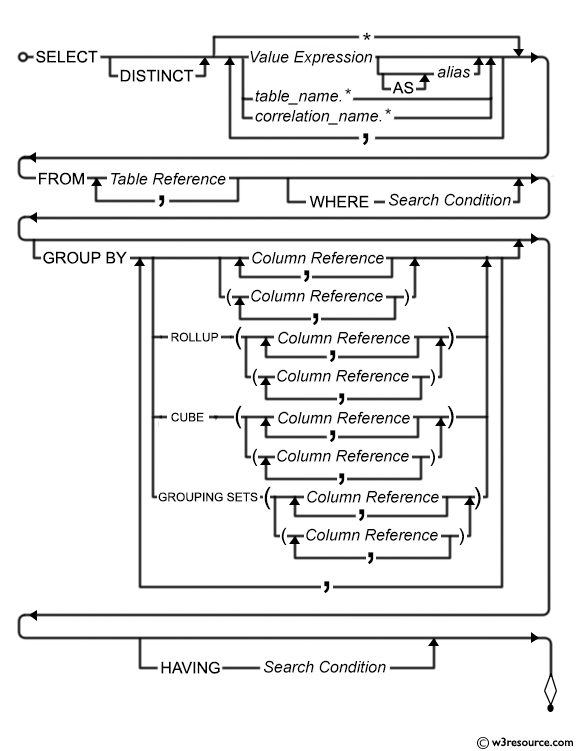 *
SELECT Value Expression
DISTINCT alias
AS
table_name.*
correlation_name.*
,
FROM Table Reference
,
WHERE Search Condition
GROUP BY Column Reference
,
( Column Reference )
,
ROLLUP ( Column Reference )
,
( Column Reference )
,
CUBE ( Column Reference )
,
( Column Reference )
,
GROUPING SETS ( Column Reference )
,
( Column Reference )
,
,
HAVING Search Condition
© w3resource.com